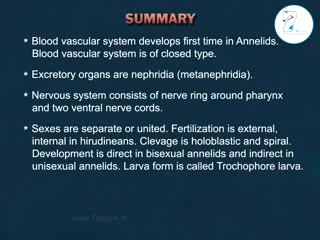 SUMMARY
* Blood vascular system develops first time in Annelids.
Blood vascular system is of closed type.
* Excretory organs are nephridia (metanephridia).
* Nervous system consists of nerve ring around pharynx
and two ventral nerve cords.
* Sexes are separate or united. Fertilization is external,
internal in hirudineans. Clevage is holoblastic and spiral.
Development is direct in bisexual annelids and indirect in
unisexual annelids. Larva form is called Trochophore larva.